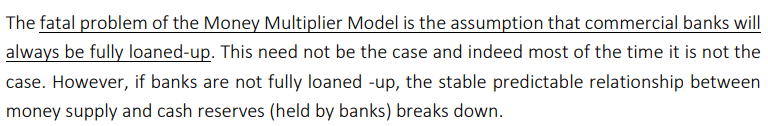 The fatal problem of the Money Multiplier Model is the assumption that commercial banks will
always be fully loaned-up. This need not be the case and indeed most of the time it is not the
case. However, if banks are not fully loaned -up, the stable predictable relationship between
money supply and cash reserves (held by banks) breaks down.